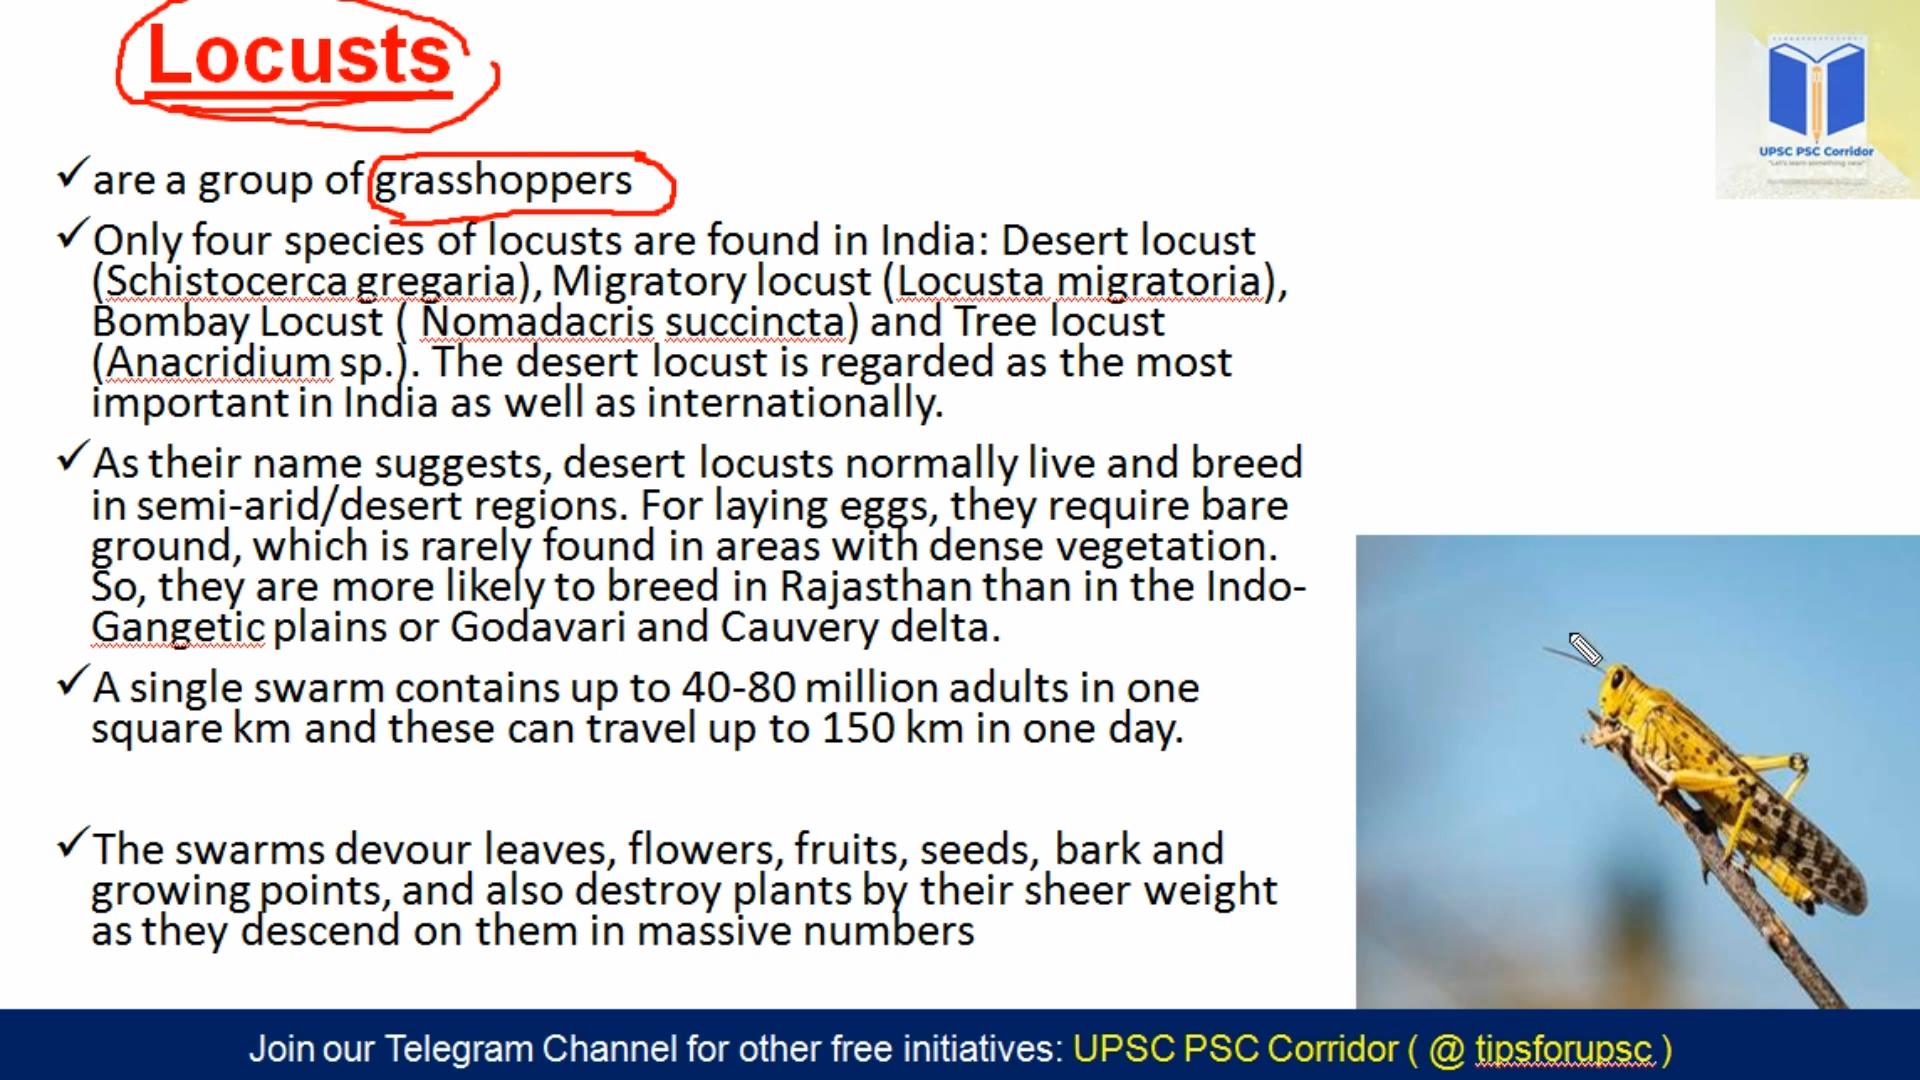 Locusts
UPSC PSC Corridor
"Let's learn something new"
✓are a group of grasshoppers
✓Only four species of locusts are found in India: Desert locust
(Schistocerca gregaria), Migratory locust (Locusta migratoria),
Bombay Locust ( Nomadacris succincta) and Tree locust
(Anacridium sp.). The desert locust is regarded as the most
important in India as well as internationally.
✓As their name suggests, desert locusts normally live and breed
in semi-arid/desert regions. For laying eggs, they require bare
ground, which is rarely found in areas with dense vegetation.
So, they are more likely to breed in Rajasthan than in the Indo-
Gangetic plains or Godavari and Cauvery delta.
✓A single swarm contains up to 40-80 million adults in one
square km and these can travel up to 150 km in one day.
✓The swarms devour leaves, flowers, fruits, seeds, bark and
growing points, and also destroy plants by their sheer weight
as they descend on them in massive numbers
Join our Telegram Channel for other free initiatives: UPSC PSC Corridor ( @ tipsforupsc )